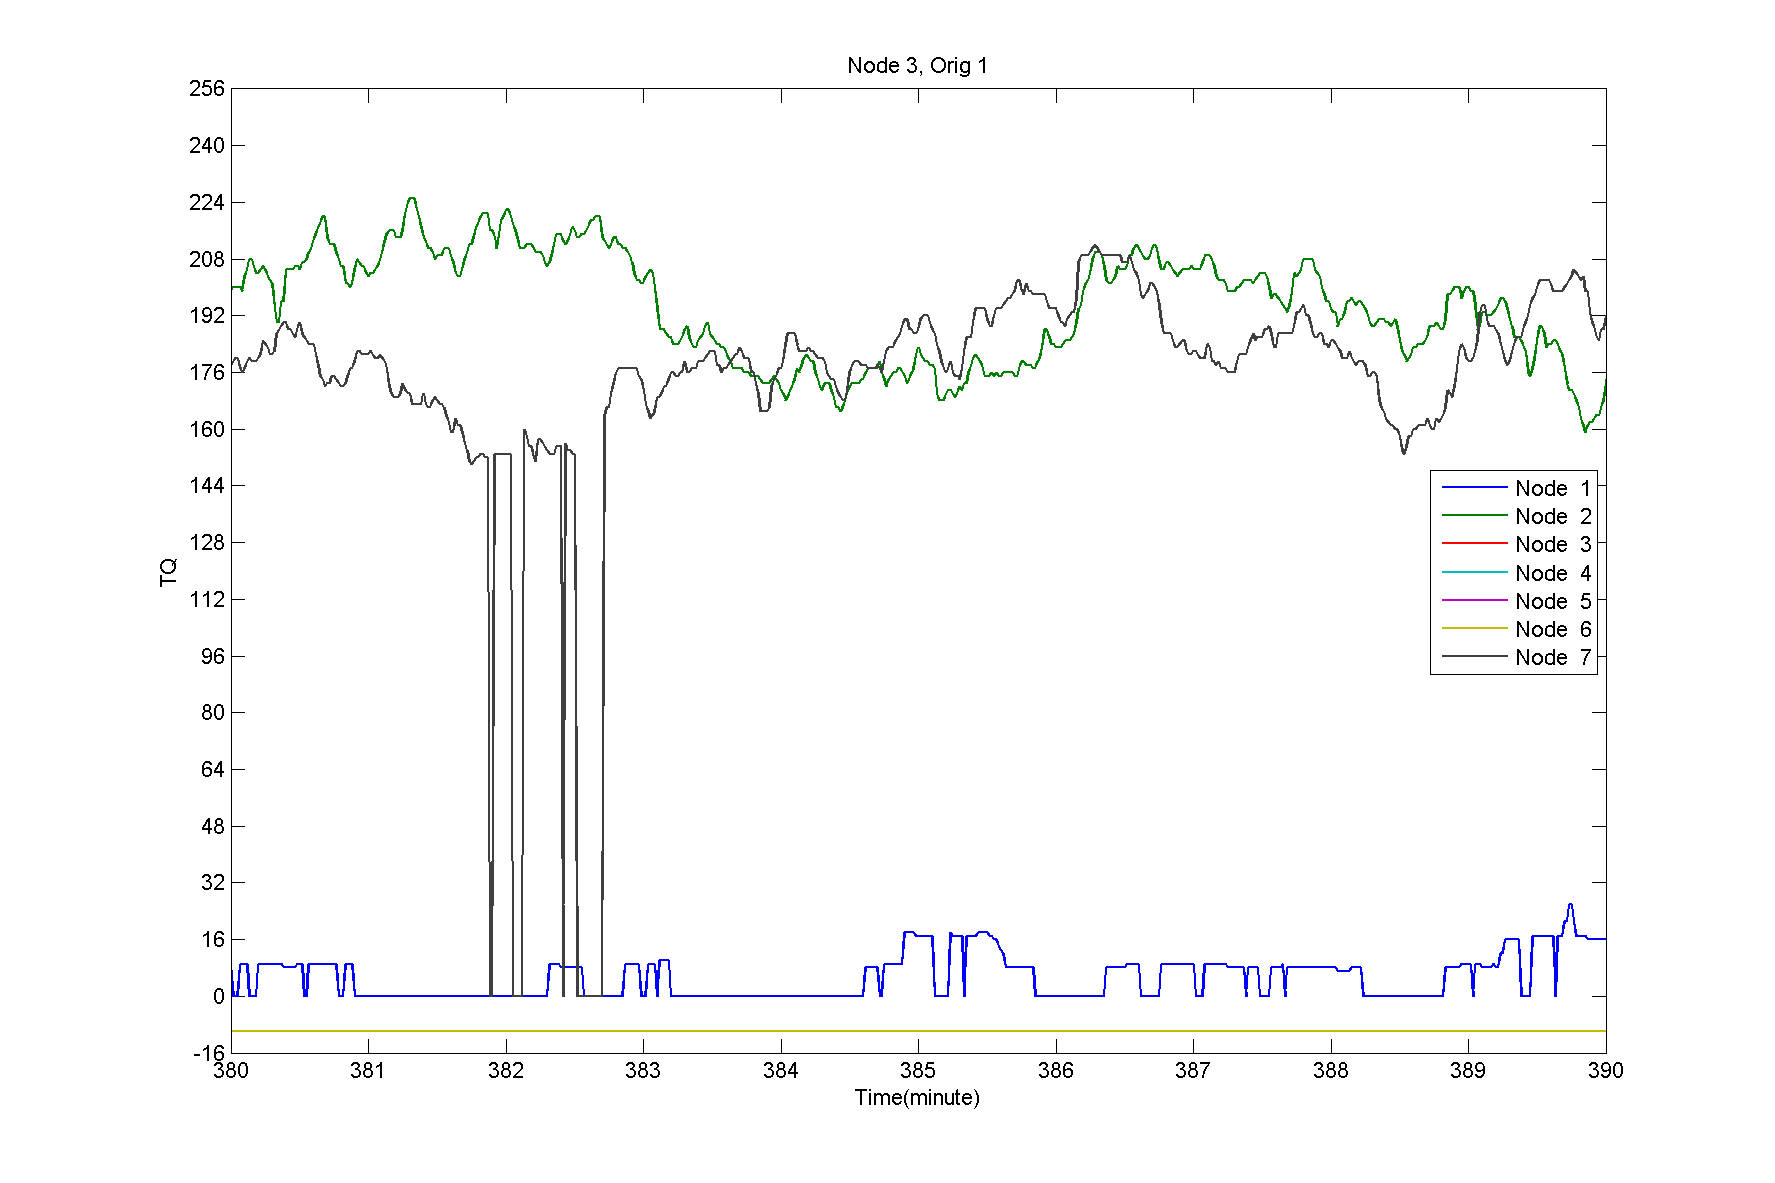 Node 3, Orig 1
256
240
224
208
192
176
160
144
128
112
96
80
64
48
32
16
0
-16
TQ
Node 1
Node 2
Node 3
Node 4
Node 5
Node 6
Node 7
380 381 382 383 384 385 386 387 388 389 390
Time(minute)